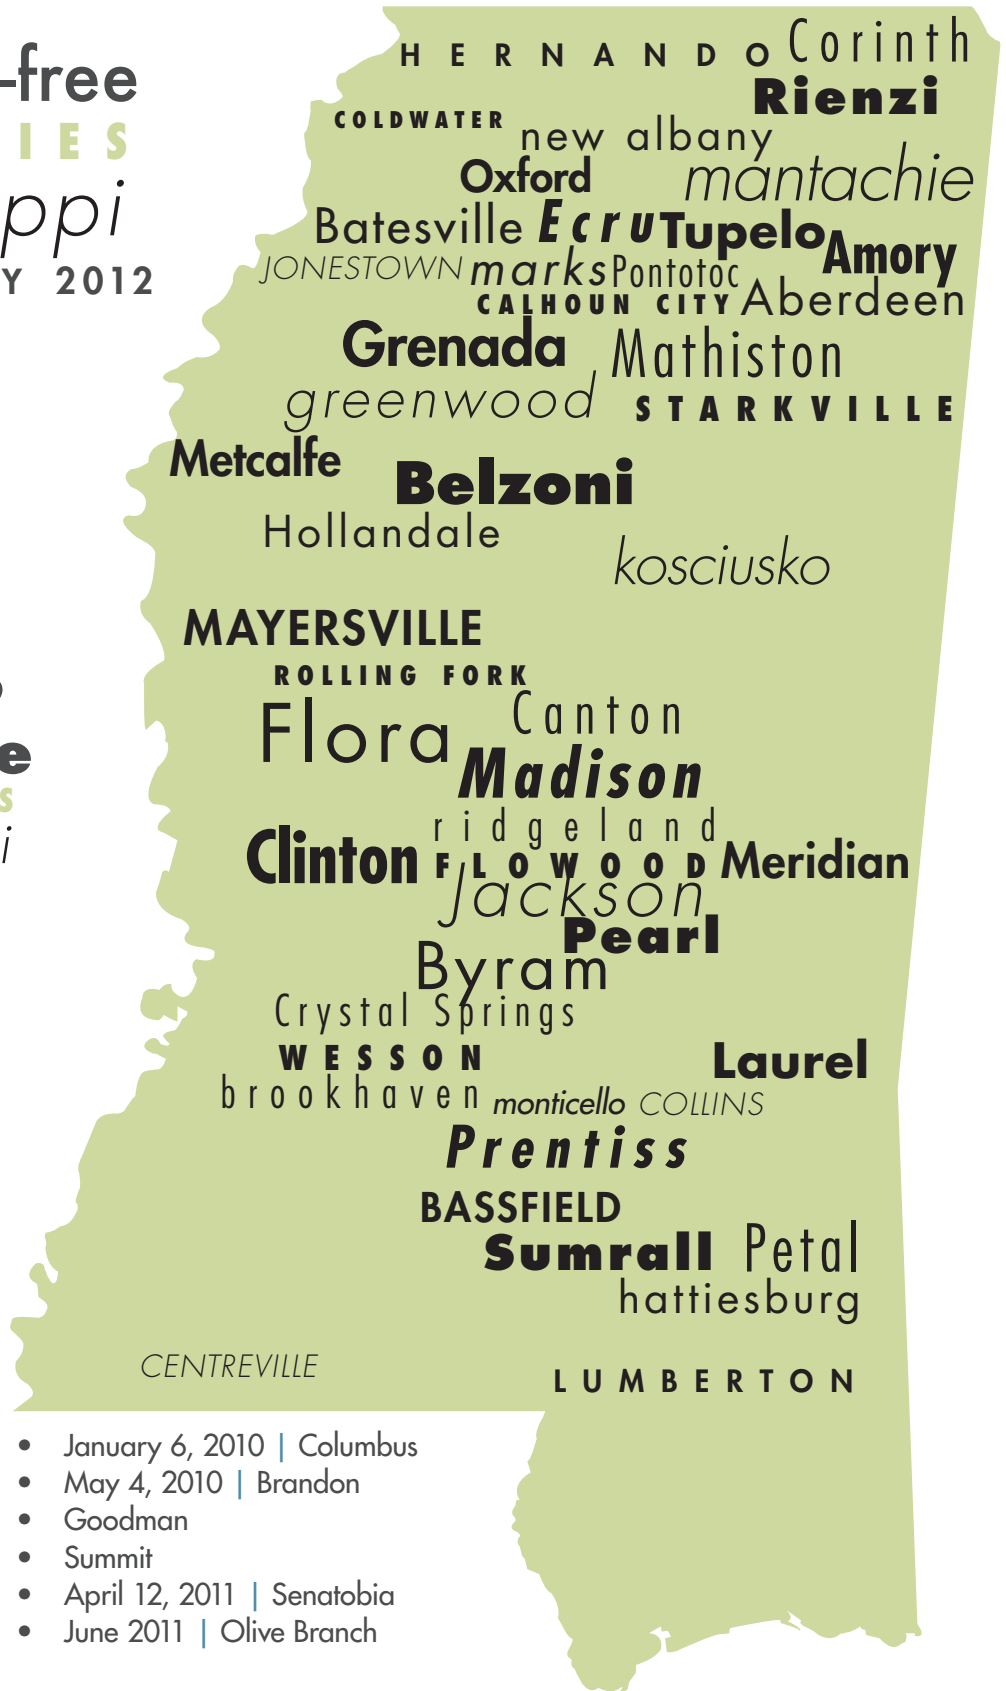 -free
IES
ppi
Y 2012
HERNANDO
Corinth
Rienzi
COLDWATER
new albany
Oxford
mantachie
Batesville
Ecru
Tupelo
Amory
JONESTOWN
marks
Pontotoc
CALHOUN CITY
Aberdeen
Grenada
Mathiston
greenwood
STARKVILLE
Metcalfe
Belzoni
Hollandale
kosciusko
MAYERSVILLE
ROLLING FORK
Flora
Canton
e
Madison
s
i
ridgeland
Clinton
FLOWOOD
Meridian
Jackson
Pearl
Byram
Crystal Springs
WESSON
Laurel
brookhaven
monticello
COLLINS
Prentiss
BASSFIELD
Sumrall
Petal
hattiesburg
CENTREVILLE
LUMBERTON
• January 6, 2010 | Columbus
• May 4, 2010 | Brandon
• Goodman
• Summit
• April 12, 2011 | Senatobia
• June 2011 | Olive Branch